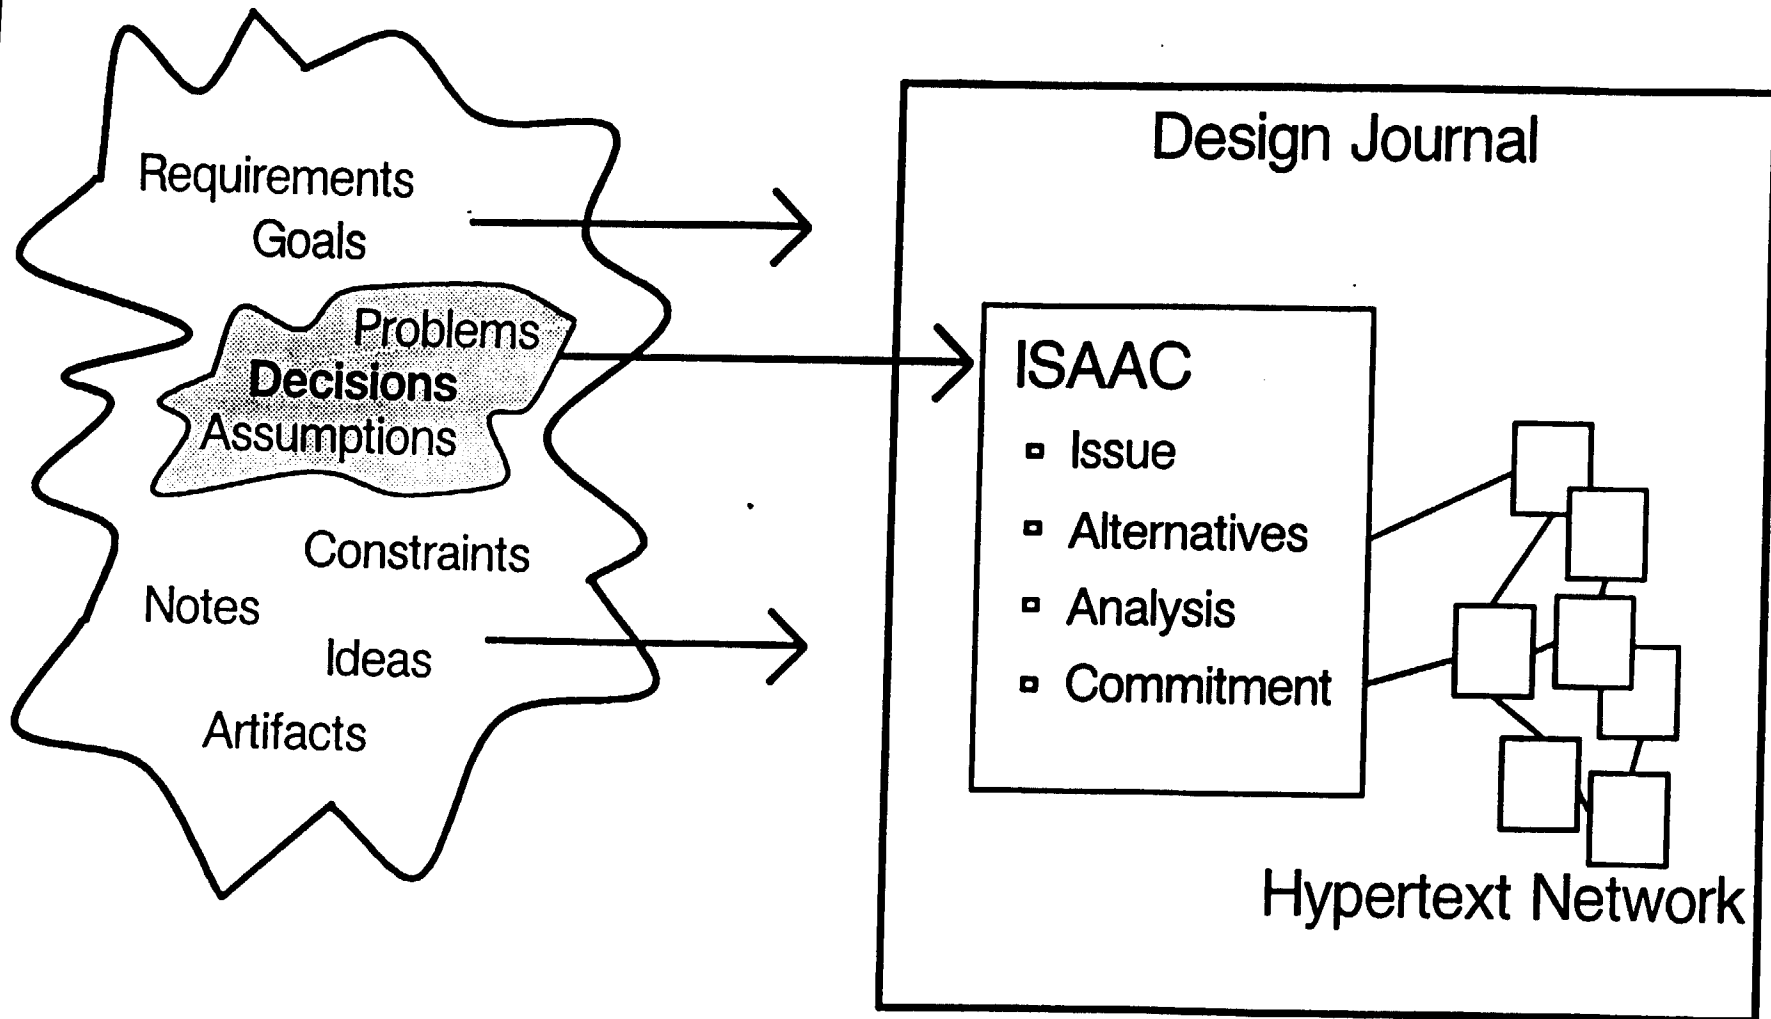 Requirements
Goals
Problems
Decisions
Assumptions
Constraints
Notes
Ideas
Artifacts
Design Journal
ISAAC
Issue
Alternatives
Analysis
Commitment
Hypertext Network